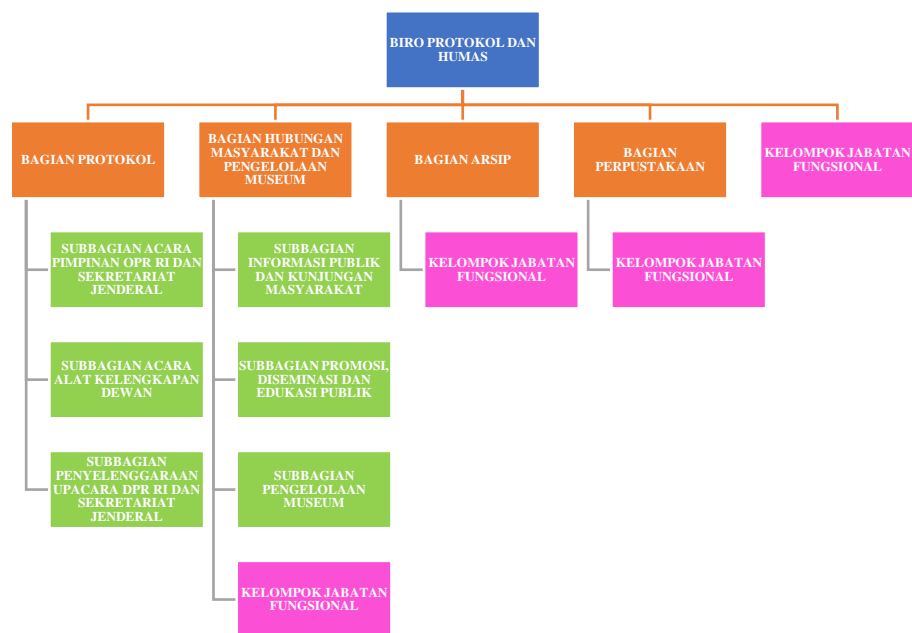 BIRO PROTOKOL DAN
HUMAS
BAGIAN PROTOKOL
BAGIAN HUBUNGAN
MASYARAKAT DAN
PENGELOLAAN
MUSEUM
BAGIAN ARSIP
BAGIAN
PERPUSTAKAAN
KELOMPOK JABATAN
FUNGSIONAL
SUBBAGIAN ACARA
PIMPINAN OPR RI DAN
SEKRETARIAT
JENDERAL
SUBBAGIAN
INFORMASI PUBLIK
DAN KUNJUNGAN
MASYARAKAT
KELOMPOK JABATAN
FUNGSIONAL
KELOMPOK JABATAN
FUNGSIONAL
SUBBAGIAN ACARA
ALAT KELENGKAPAN
DEWAN
SUBBAGIAN PROMOSI,
DISEMINASI DAN
EDUKASI PUBLIK
SUBBAGIAN
PENYELENGGARAAN
UPACARA DPR RI DAN
SEKRETARIAT
JENDERAL
SUBBAGIAN
PENGELOLAAN
MUSEUM
KELOMPOK JABATAN
FUNGSIONAL